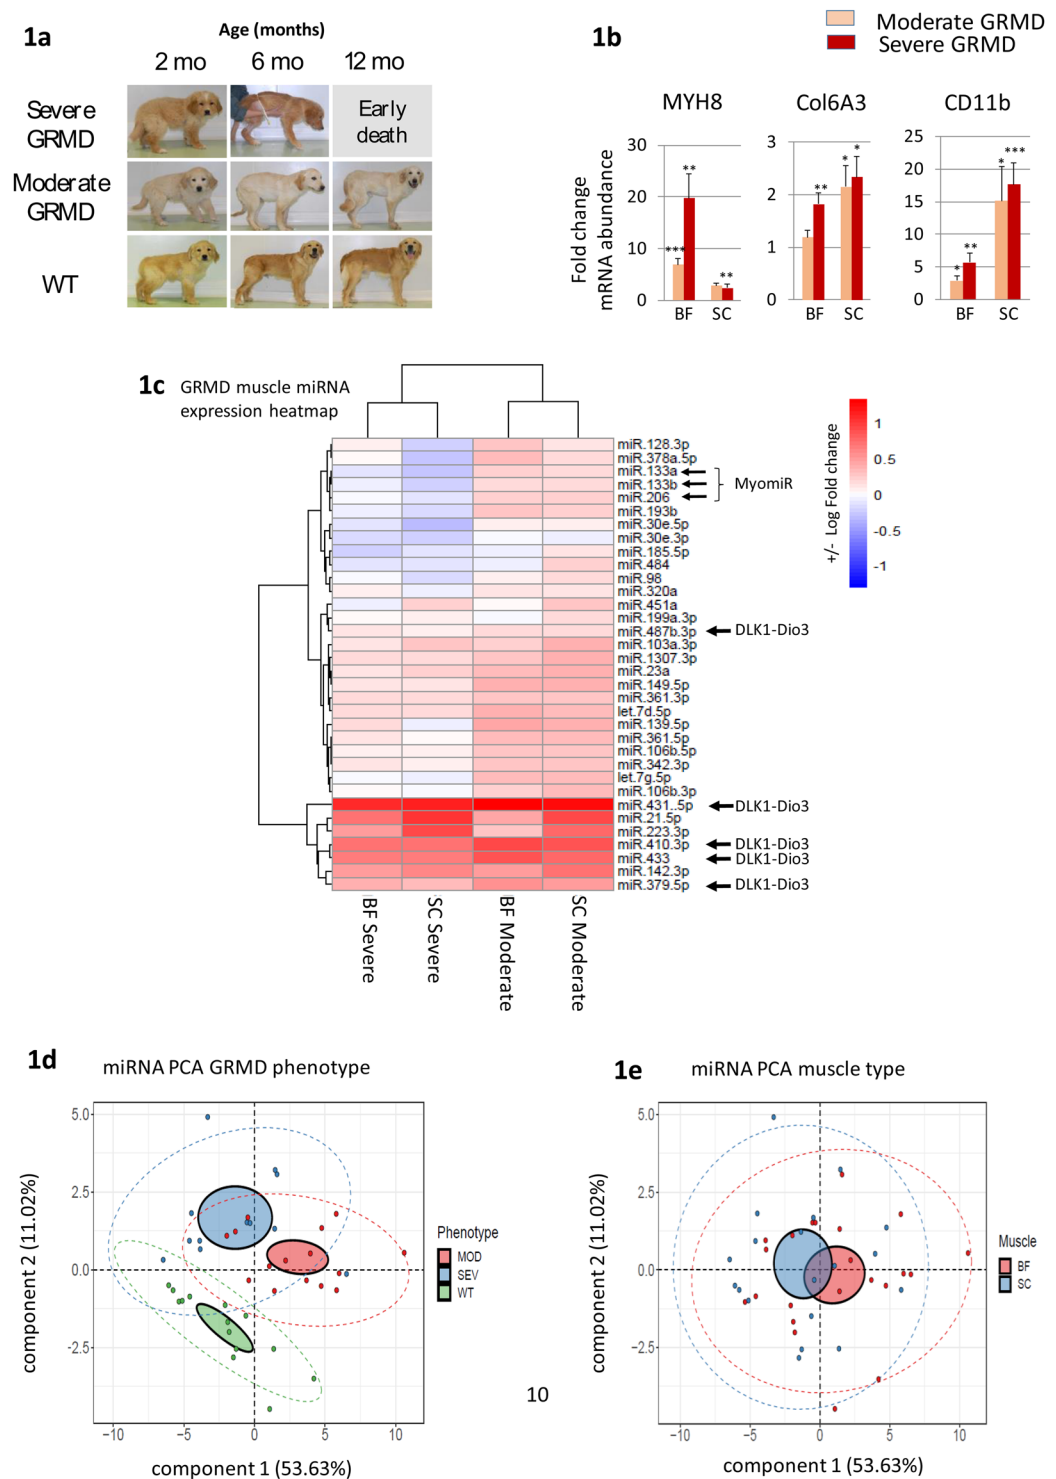 1a
Age (months)
2 mo 6 mo 12 mo
Severe
GRMD
Early
death
Moderate
GRMD
WT
1b
Moderate GRMD
Severe GRMD
MYH8 Col6A3 CD11b
Fold change
mRNA abundance
30
20
10
0
***
**
**
BF SC
3
2
1
0
**
*
*
BF SC
25
20
15
10
5
0
*
**
*
***
BF SC
1c
GRMD muscle miRNA
expression heatmap
miR.128.3p
miR.378a.5p
miR.133a
miR.133b
miR.206
MyomiR
miR.193b
miR.30e.5p
miR.30e.3p
miR.185.5p
miR.484
miR.98
miR.320a
miR.451a
miR.199a.3p
miR.487b.3p DLK1-Dio3
miR.103a.3p
miR.1307.3p
miR.23a
miR.149.5p
miR.361.3p
let.7d.5p
miR.139.5p
miR.361.5p
miR.106b.5p
miR.342.3p
let.7g.5p
miR.106b.3p
miR.431..5p DLK1-Dio3
miR.21.5p
miR.223.3p
miR.410.3p DLK1-Dio3
miR.433 DLK1-Dio3
miR.142.3p
miR.379.5p DLK1-Dio3
BF Severe
SC Severe
BF Moderate
SC Moderate
+/- Log Fold change
1
0.5
0
-0.5
-1
1d
miRNA PCA GRMD phenotype
component 2 (11.02%)
5.0
2.5
0.0
-2.5
-10 -5 0 5 10
component 1 (53.63%)
Phenotype
MOD
SEV
WT
10
1e
miRNA PCA muscle type
component 2 (11.02%)
5.0
2.5
0.0
-2.5
-10 -5 0 5 10
component 1 (53.63%)
Muscle
BF
SC